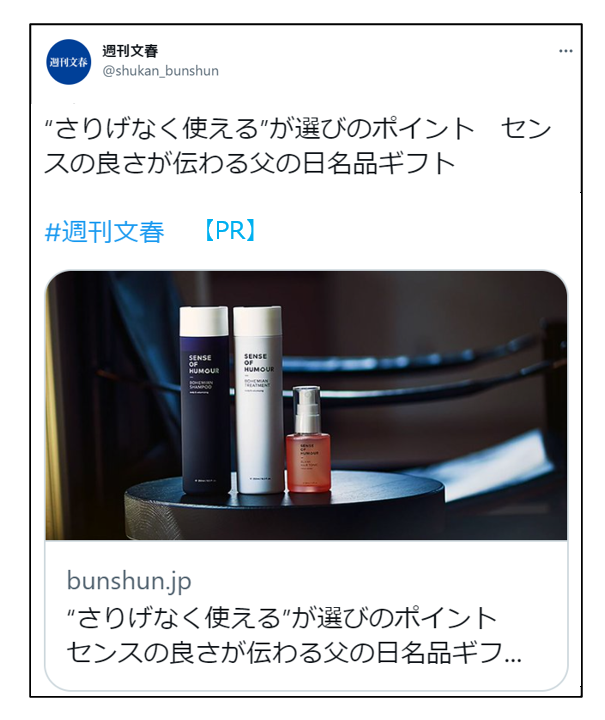 週刊文春
週刊文春
@shukan_bunshun
“さりげなく使える”が選びのポイント　セン
スの良さが伝わる父の日名品ギフト
#週刊文春　【PR】
SENSE
OF
HUMOUR
BOHEMIAN
SHAMPOO
SENSE
OF
HUMOUR
BOHEMIAN
TREATMENT
SENSE
OF
HUMOUR
bunshun.jp
“さりげなく使える”が選びのポイント
センスの良さが伝わる父の日名品ギフ...